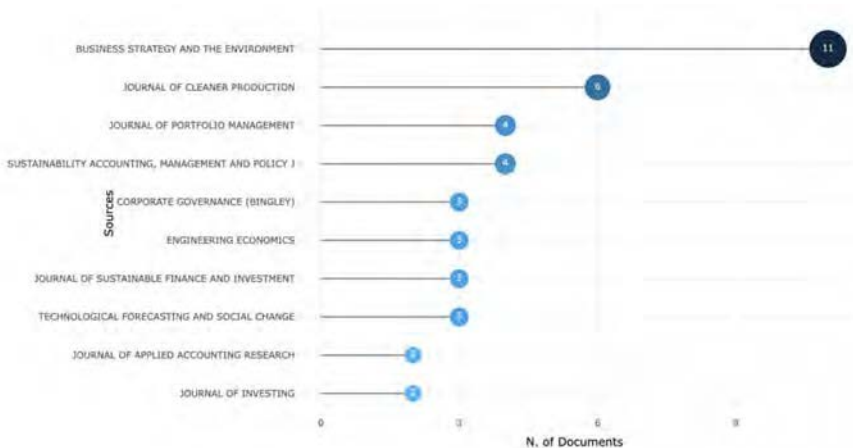 BUSINESS STRATEGY AND THE ENVIRONMENT
11
JOURNAL OF CLEANER PRODUCTION
6
JOURNAL OF PORTFOLIO MANAGEMENT
4
SUSTAINABILITY ACCOUNTING, MANAGEMENT AND POLICY J
4
CORPORATE GOVERNANCE (BINGLEY)
3
ENGINEERING ECONOMICS
3
JOURNAL OF SUSTAINABLE FINANCE AND INVESTMENT
3
TECHNOLOGICAL FORECASTING AND SOCIAL CHANGE
3
JOURNAL OF APPLIED ACCOUNTING RESEARCH
2
JOURNAL OF INVESTING
2
Sources
0 3 6 9
N. of Documents